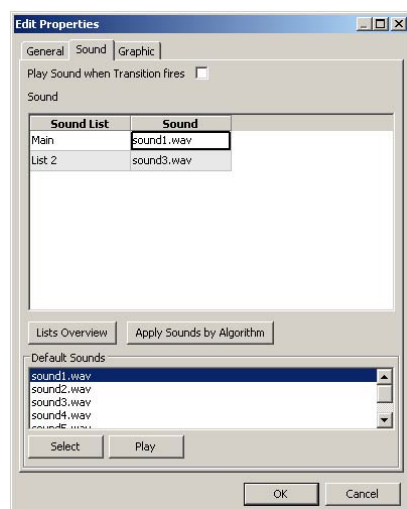 Edit Properties
General Sound Graphic
Play Sound when Transition fires
Sound
Sound List Sound
Main sound1.wav
List 2 sound3.wav
Lists Overview Apply Sounds by Algorithm
Default Sounds
sound1.wav
sound2.wav
sound3.wav
sound4.wav
sound5.wav
Select Play
OK Cancel